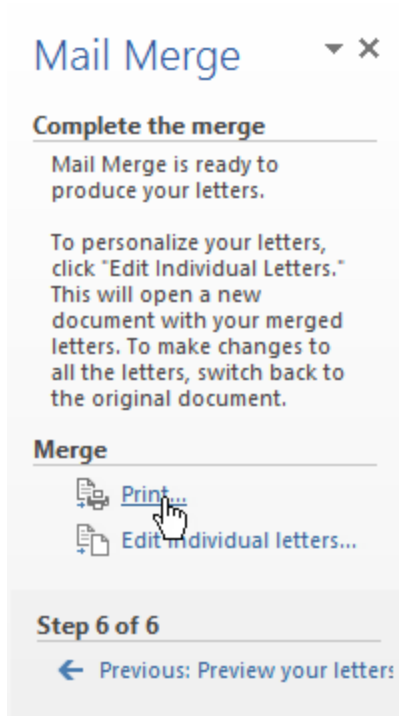 Mail Merge
Complete the merge
Mail Merge is ready to
produce your letters.
To personalize your letters,
click "Edit Individual Letters."
This will open a new
document with your merged
letters. To make changes to
all the letters, switch back to
the original document.
Merge
Print...
Edit individual letters...
Step 6 of 6
Previous: Preview your letters